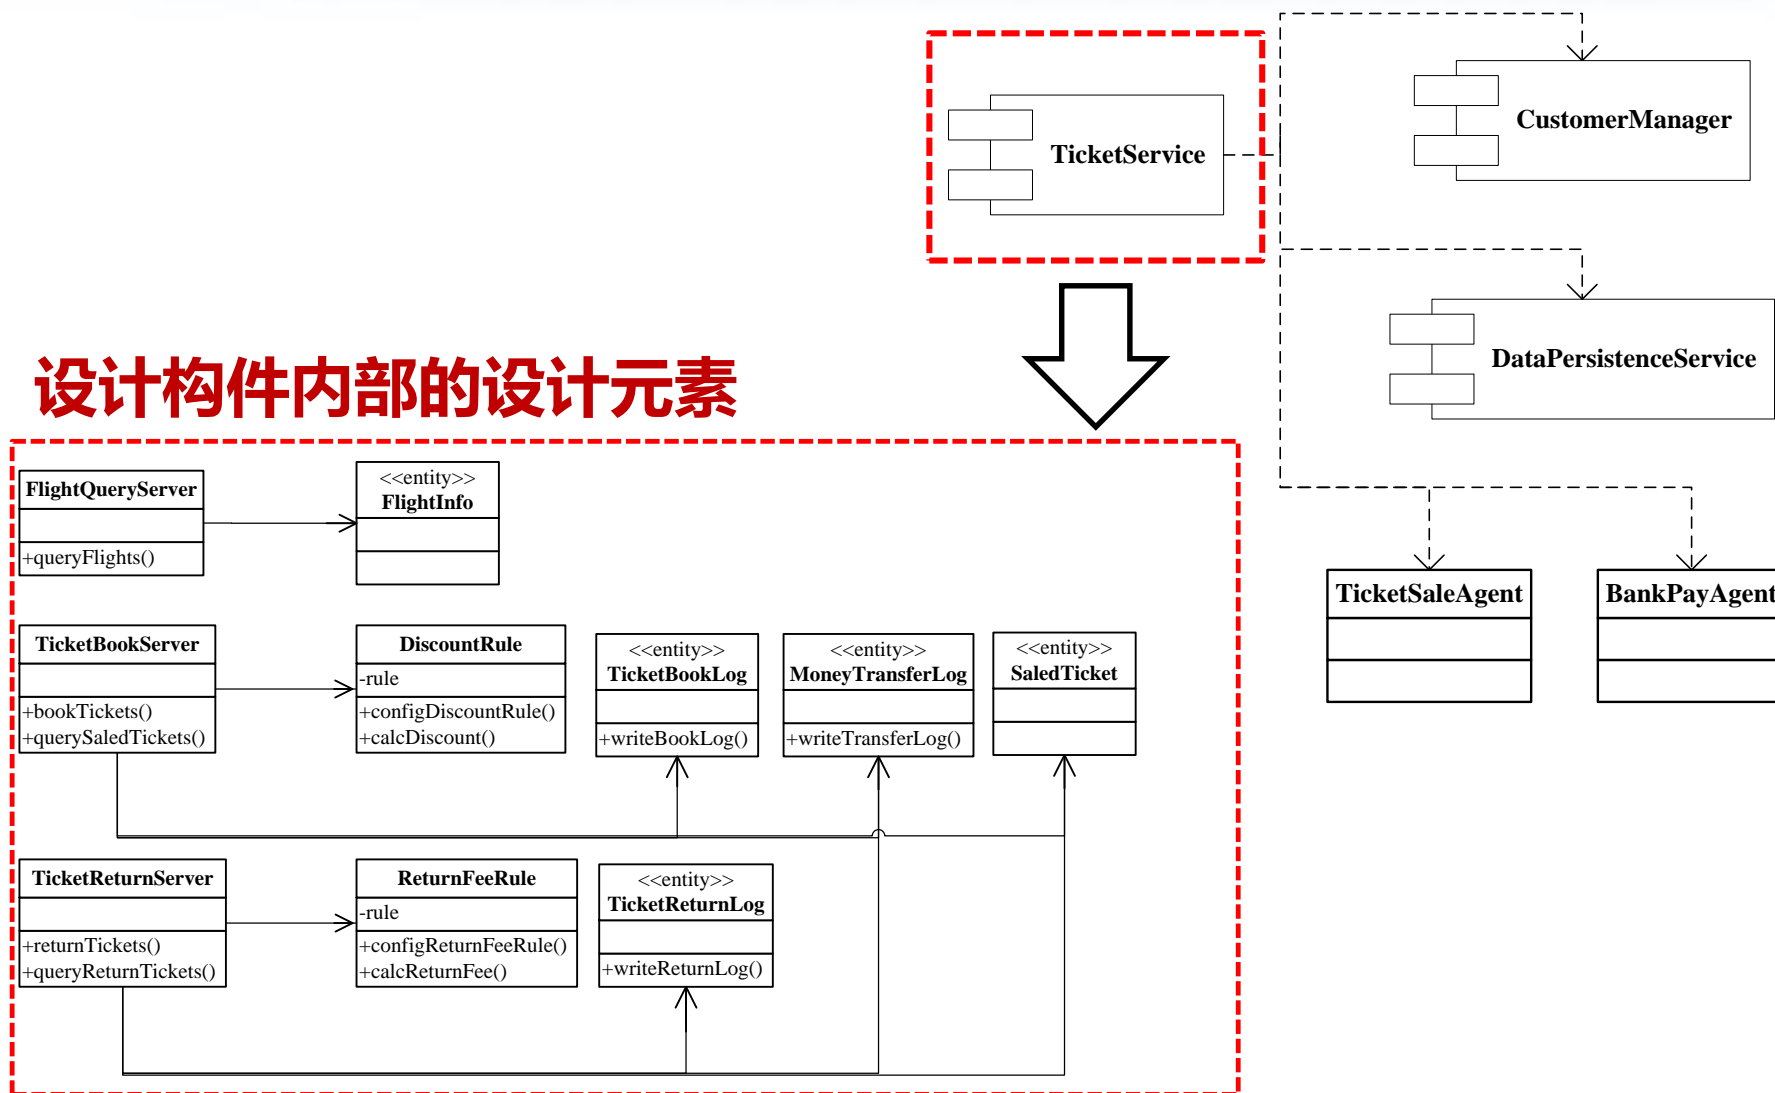 TicketService
CustomerManager
DataPersistenceService
TicketSaleAgent
BankPayAgent
设计构件内部的设计元素
FlightQueryServer
+queryFlights()
<<entity>>
FlightInfo
TicketBookServer
+bookTickets()
+querySaledTickets()
DiscountRule
-rule
+configDiscountRule()
+calcDiscount()
<<entity>>
TicketBookLog
+writeBookLog()
<<entity>>
MoneyTransferLog
+writeTransferLog()
<<entity>>
SaledTicket
TicketReturnServer
+returnTickets()
+queryReturnTickets()
ReturnFeeRule
-rule
+configReturnFeeRule()
+calcReturnFee()
<<entity>>
TicketReturnLog
+writeReturnLog()